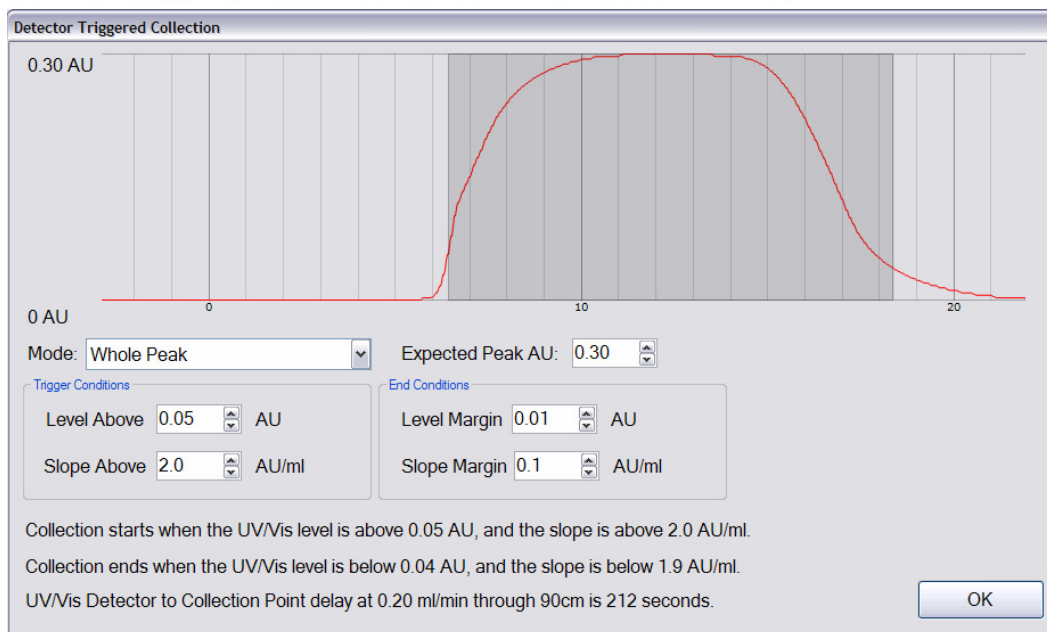 Detector Triggered Collection
0.30 AU
0 10 20
0 AU
Mode: Whole Peak Expected Peak AU: 0.30
Trigger Conditions End Conditions
Level Above 0.05 AU Level Margin 0.01 AU
Slope Above 2.0 AU/ml Slope Margin 0.1 AU/ml
Collection starts when the UV/Vis level is above 0.05 AU, and the slope is above 2.0 AU/ml.
Collection ends when the UV/Vis level is below 0.04 AU, and the slope is below 1.9 AU/ml.
UV/Vis Detector to Collection Point delay at 0.20 ml/min through 90cm is 212 seconds.
OK